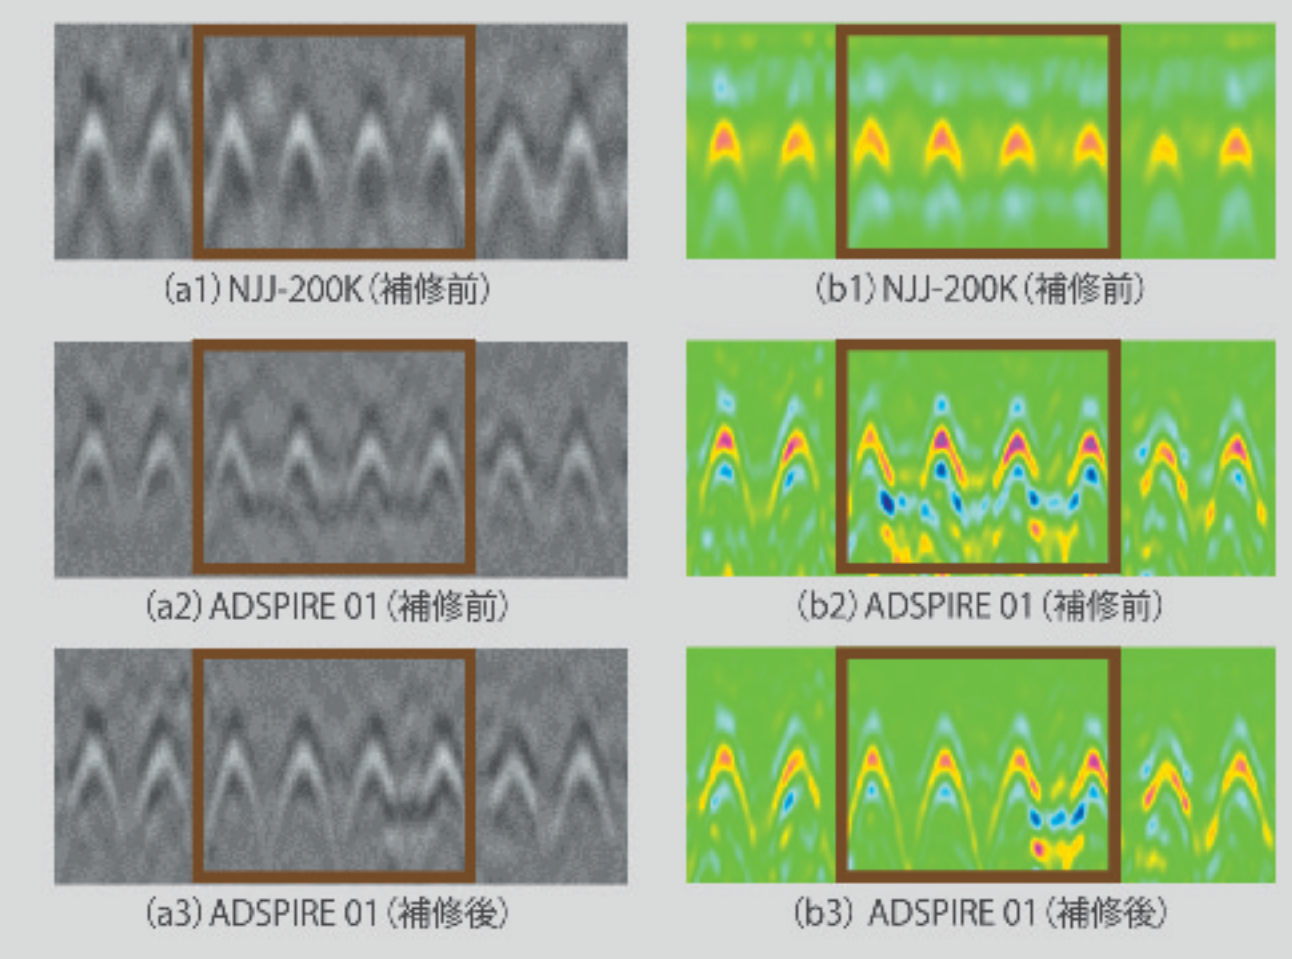 (a1) NJJ-200K(補修前)
(b1) NJJ-200K(補修前)
(a2) ADSPIRE 01(補修前)
(b2) ADSPIRE 01(補修前)
(a3) ADSPIRE 01(補修後)
(b3) ADSPIRE 01(補修後)